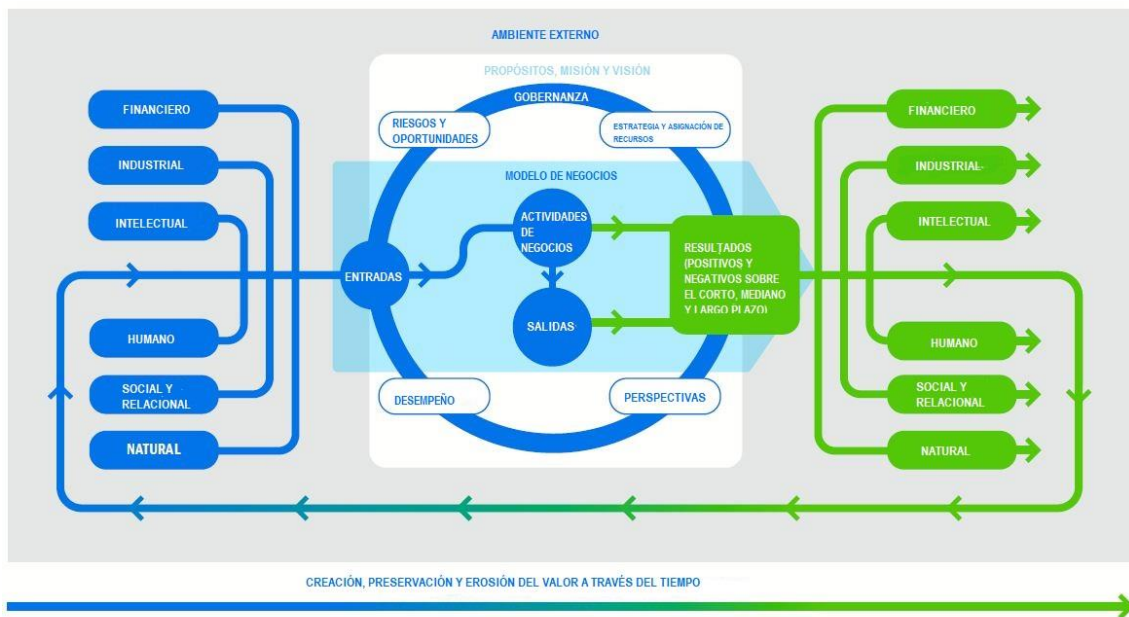 AMBIENTE EXTERNO
PROPÓSITOS, MISIÓN Y VISIÓN
GOBERNANZA
FINANCIERO
INDUSTRIAL
INTELECTUAL
HUMANO
SOCIAL Y
RELACIONAL
NATURAL
RIESGOS Y
OPORTUNIDADES
ESTRATEGIA Y ASIGNACIÓN DE
RECURSOS
MODELO DE NEGOCIOS
ENTRADAS
ACTIVIDADES
DE
NEGOCIOS
SALIDAS
RESULTADOS
(POSITIVOS Y
NEGATIVOS SOBRE
EL CORTO, MEDIANO
Y LARGO PLAZO)
DESEMPEÑO
PERSPECTIVAS
FINANCIERO
INDUSTRIAL-
INTELECTUAL
HUMANO
SOCIAL Y
RELACIONAL
NATURAL
CREACIÓN, PRESERVACIÓN Y EROSIÓN DEL VALOR A TRAVÉS DEL TIEMPO